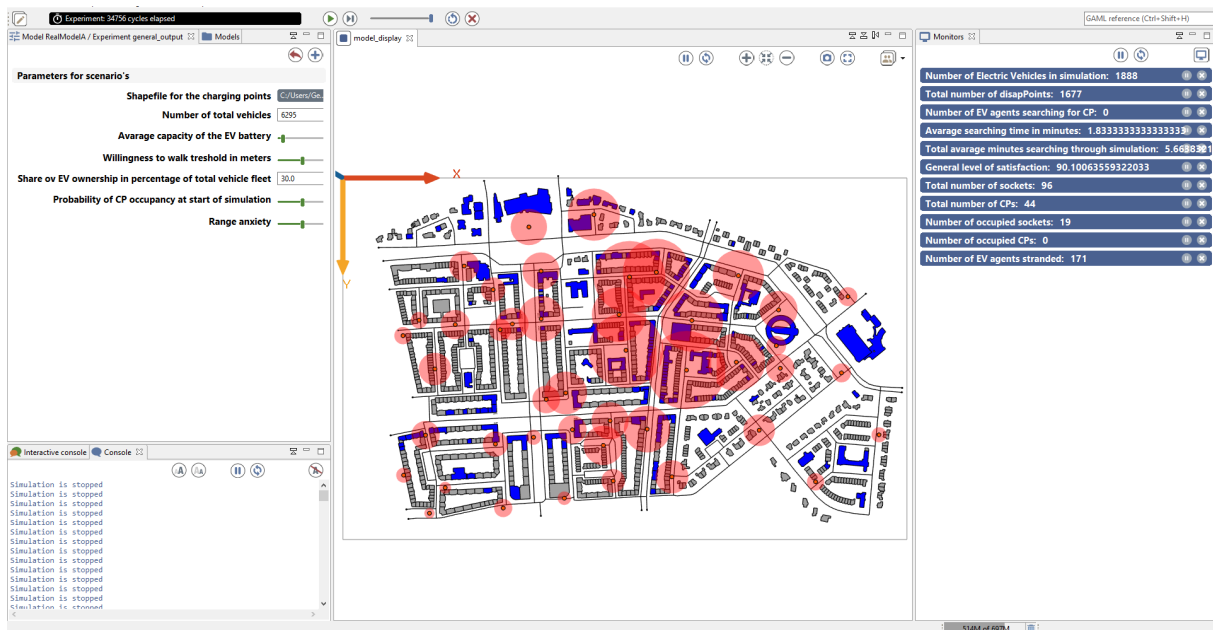 Experiment: 34756 cycles elapsed
GAML reference (Ctrl+Shift+H)
Model RealModelA / Experiment general_output
Models
Parameters for scenario's
Shapefile for the charging points C:/Users/Ge..
Number of total vehicles 6295
Avarage capacity of the EV battery
Willingness to walk treshold in meters
Share ov EV ownership in percentage of total vehicle fleet 30.0
Probability of CP occupancy at start of simulation
Range anxiety
Interactive console
Console
Simulation is stopped
Simulation is stopped
Simulation is stopped
Simulation is stopped
Simulation is stopped
Simulation is stopped
Simulation is stopped
Simulation is stopped
Simulation is stopped
Simulation is stopped
Simulation is stopped
Simulation is stopped
Simulation is stopped
Simulation is stopped
model_display
X
Y
Monitors
Number of Electric Vehicles in simulation: 1888
Total number of disapPoints: 1677
Number of EV agents searching for CP: 0
Avarage searching time in minutes: 1.8333333333333333
Total avarage minutes searching through simulation:
General level of satisfaction: 90.10063559322033
Total number of sockets: 96
Total number of CPs: 44
Number of occupied sockets: 19
Number of occupied CPs: 0
Number of EV agents stranded: 171
514M of 697M